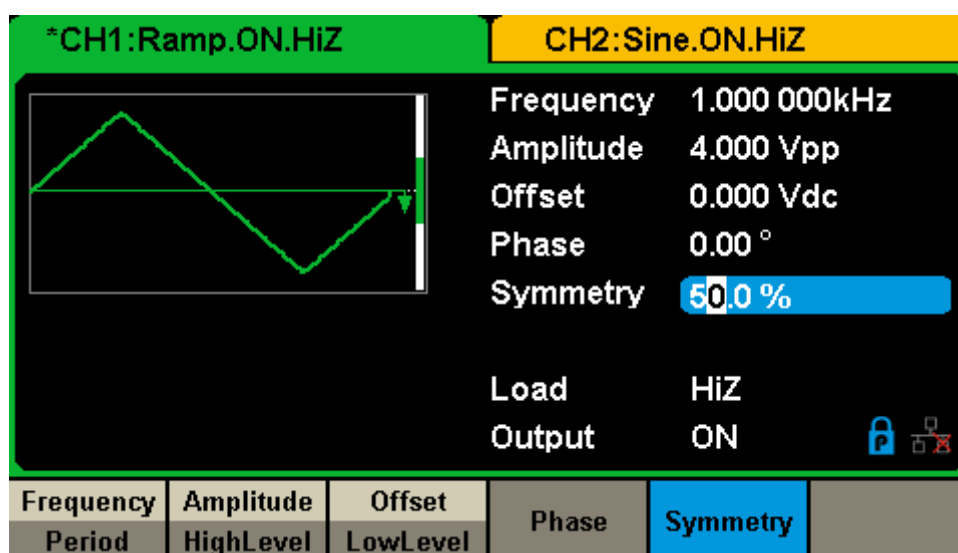 *CH1:Ramp.ON.HiZ CH2:Sine.ON.HiZ
Frequency 1.000 000kHz
Amplitude 4.000 Vpp
Offset 0.000 Vdc
Phase 0.00 °
Symmetry 50.0 %
Load HiZ
Output ON P
Frequency Amplitude Offset Phase Symmetry
Period HighLevel LowLevel